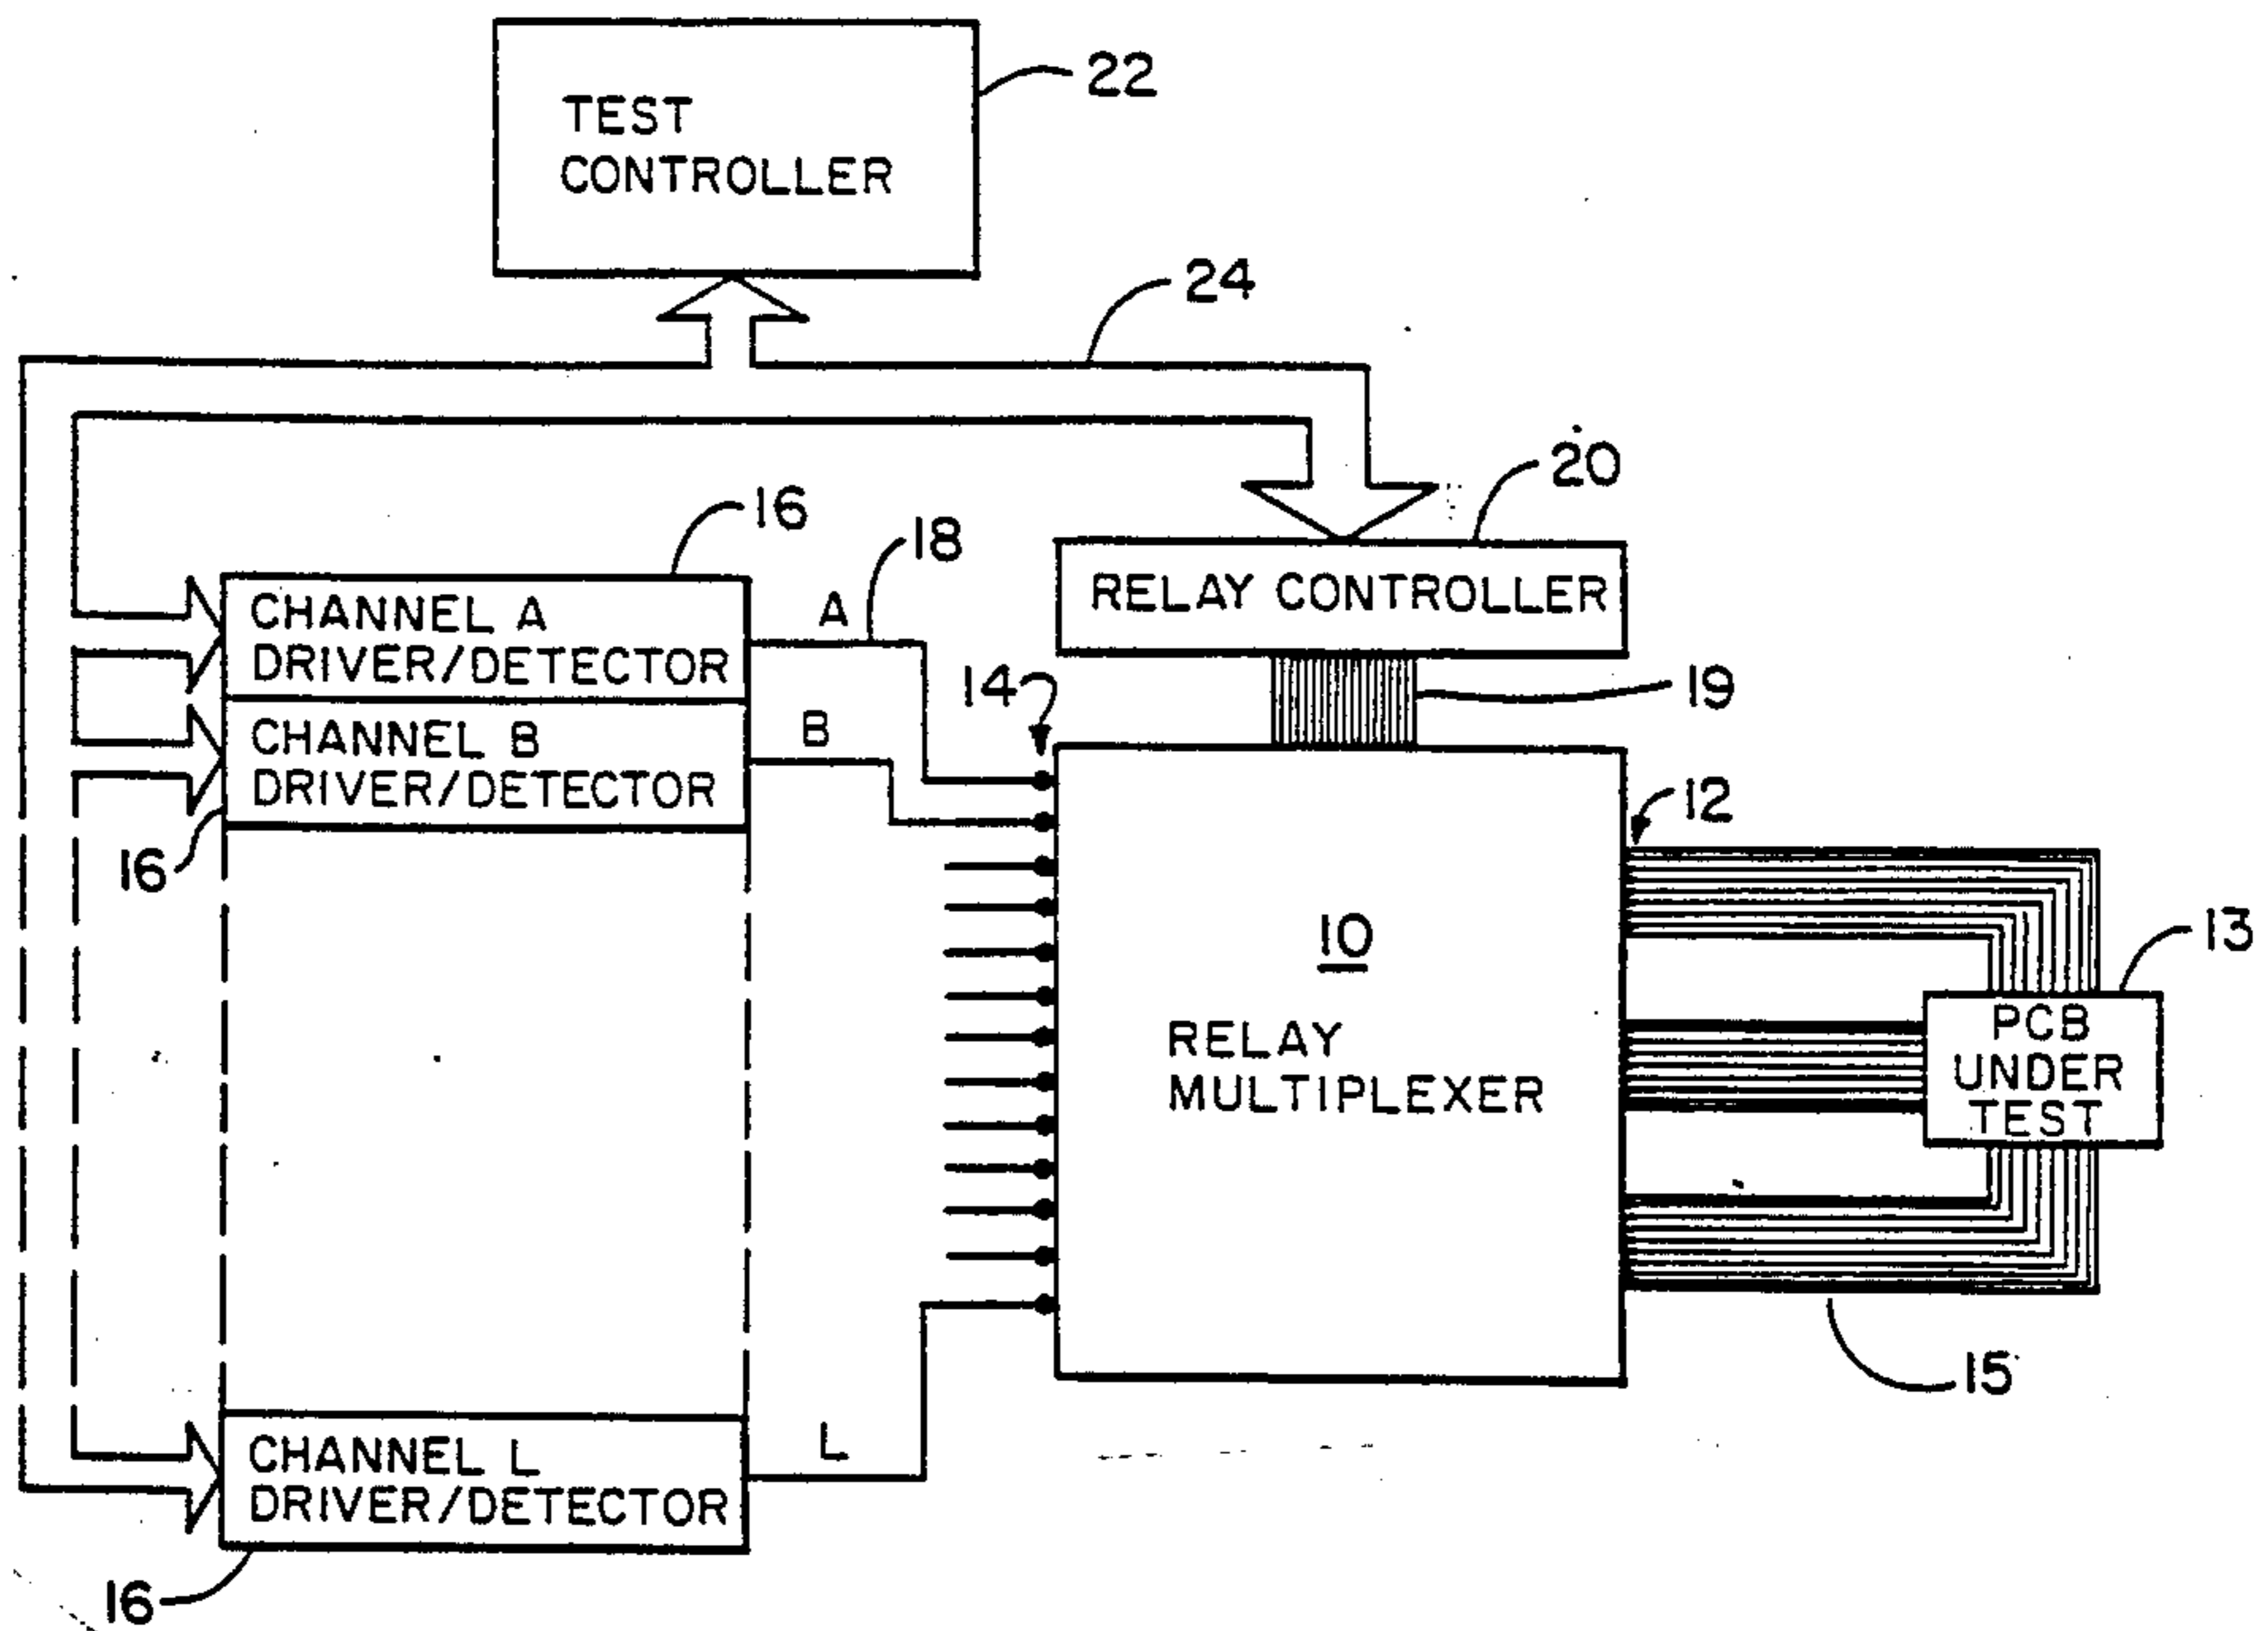 TEST
CONTROLLER
22
24
20
16
18
CHANNEL A
DRIVER/DETECTOR
A
RELAY CONTROLLER
14
19
CHANNEL B
DRIVER/DETECTOR
B
16
12
10
RELAY
MULTIPLEXER
13
PCB
UNDER
TEST
15
CHANNEL L
DRIVER/DETECTOR
L
16